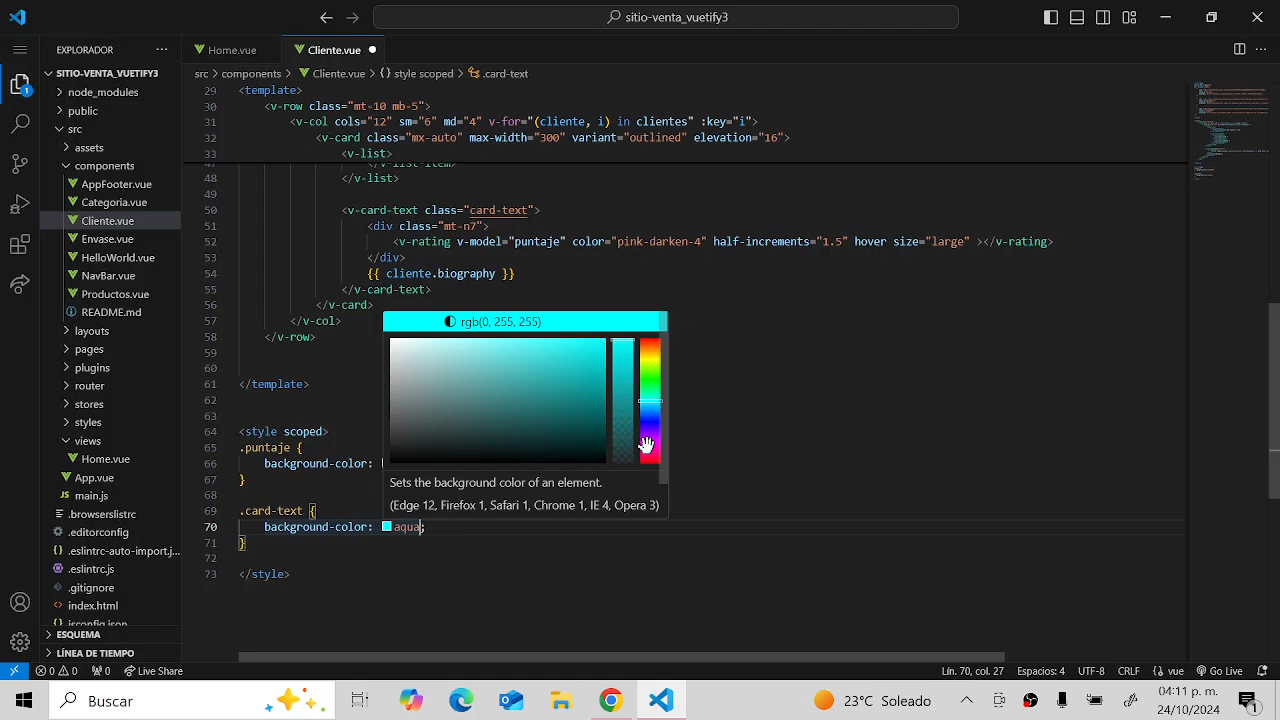 sitio-venta_vuetify3
EXPLORADOR
Home.vue
Cliente.vue
SITIO-VENTA_VUETIFY3
src > components > Cliente.vue > {} style scoped > .card-text
node_modules
public
src
assets
components
AppFooter.vue
Categoria.vue
Cliente.vue
Envase.vue
HelloWorld.vue
NavBar.vue
Productos.vue
README.md
layouts
pages
plugins
router
stores
styles
views
Home.vue
App.vue
main.js
.browserslistrc
.editorconfig
.eslintrc-auto-import.j...
.eslintrc.js
.gitignore
index.html
jsconfig.json
ESQUEMA
LÍNEA DE TIEMPO
29 <template>
30 <v-row class="mt-10 mb-5">
31 <v-col cols="12" sm="6" md="4" v-for="(cliente, i) in clientes" :key="i">
32 <v-card class="mx-auto" max-width="300" variant="outlined" elevation="16">
33 <v-list>
47 </v-list-item>
48 </v-list>
49
50 <v-card-text class="card-text">
51 <div class="mt-n7">
52 <v-rating v-model="puntaje" color="pink-darken-4" half-increments="1.5" hover size="large" ></v-rating>
53 </div>
54 {{ cliente.biography }}
55 </v-card-text>
56 </v-card>
57 </v-col>
58 </v-row>
59
60
61 </template>
62
63
64 <style scoped>
65 .puntaje {
66 background-color:
67 }
68
69 .card-text {
70 background-color: aqua;
71 }
72
73 </style>
rgb(0, 255, 255)
Sets the background color of an element.
(Edge 12, Firefox 1, Safari 1, Chrome 1, IE 4, Opera 3)
0 0 0 Live Share
Lín. 70, col. 27 Espacios: 4 UTF-8 CRLF {} vue Go Live
Buscar
23°C Soleado
04:11 p. m.
24/10/2024